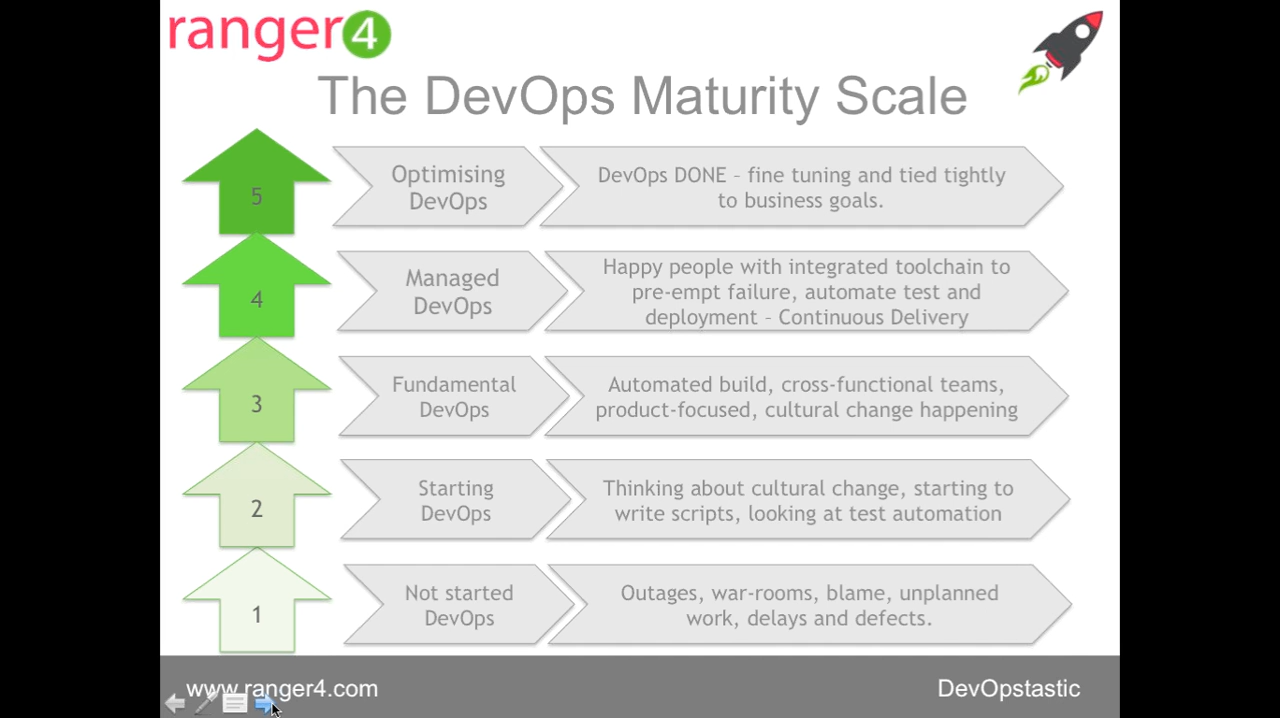 ranger4
The DevOps Maturity Scale
5
Optimising
DevOps
DevOps DONE – fine tuning and tied tightly
to business goals.
4
Managed
DevOps
Happy people with integrated toolchain to
pre-empt failure, automate test and
deployment – Continuous Delivery
3
Fundamental
DevOps
Automated build, cross-functional teams,
product-focused, cultural change happening
2
Starting
DevOps
Thinking about cultural change, starting to
write scripts, looking at test automation
1
Not started
DevOps
Outages, war-rooms, blame, unplanned
work, delays and defects.
www.ranger4.com
DevOpstastic